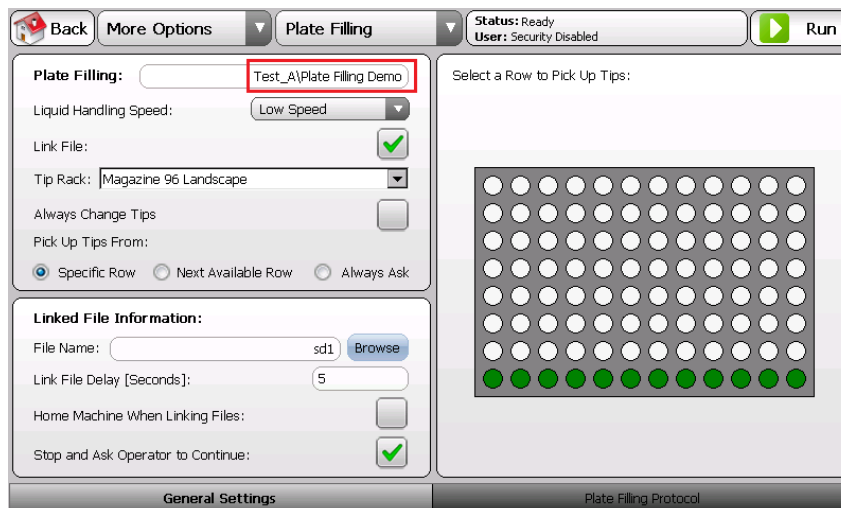 Back More Options Plate Filling Status: Ready
User: Security Disabled
Run
Plate Filling: Test_A\Plate Filling Demo
Liquid Handling Speed: Low Speed
Link File:
Tip Rack: Magazine 96 Landscape
Always Change Tips
Pick Up Tips From:
Specific Row Next Available Row Always Ask
Linked File Information:
File Name: sd1 Browse
Link File Delay [Seconds]: 5
Home Machine When Linking Files:
Stop and Ask Operator to Continue:
Select a Row to Pick Up Tips:
General Settings Plate Filling Protocol